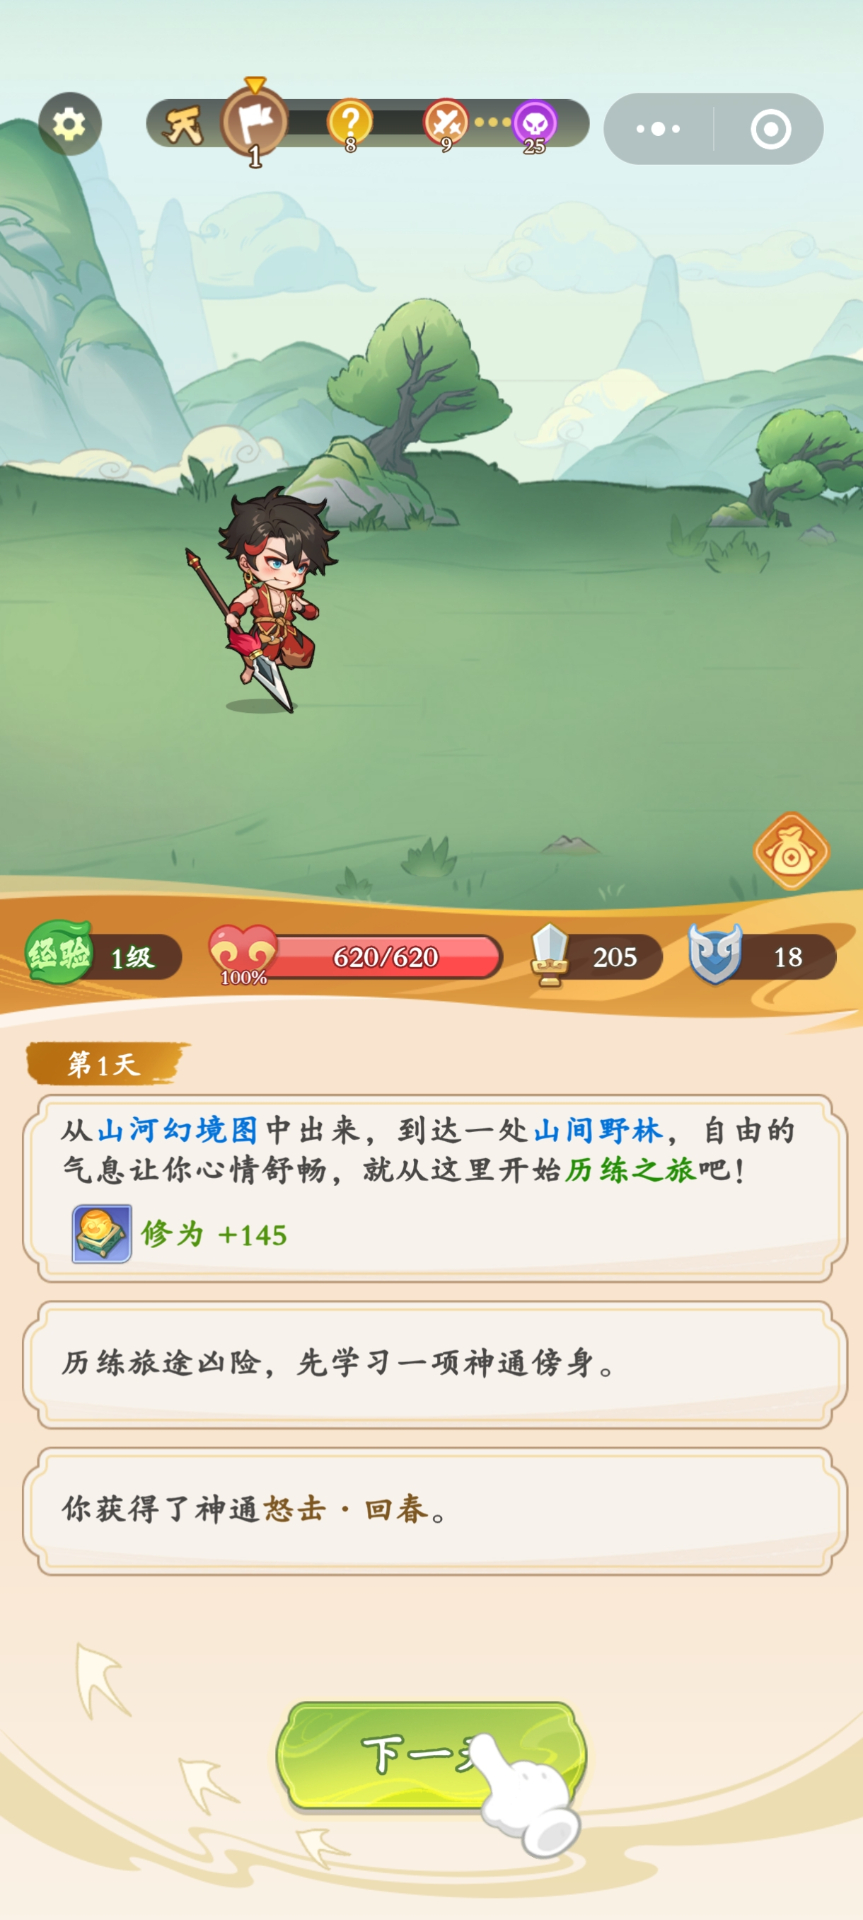 天
1
8
9
25
经验
1级
100%
620/620
205
18
第1天
从山河幻境图中出来，到达一处山间野林，自由的
气息让你心情舒畅，就从这里开始历练之旅吧！
修为 +145
历练旅途凶险，先学习一项神通傍身。
你获得了神通怒击·回春。
下一天